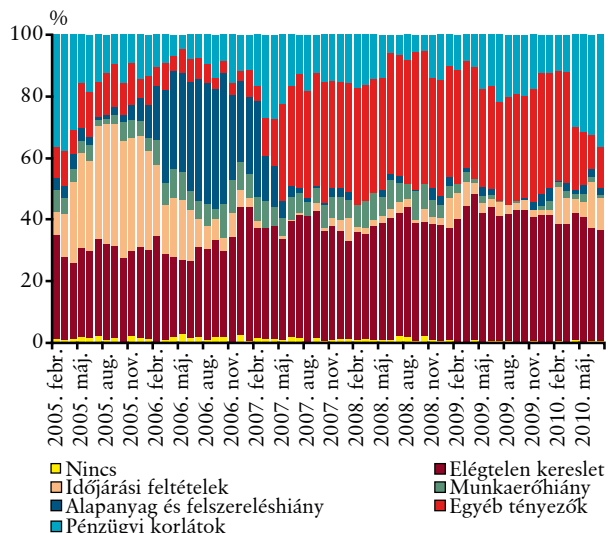 %
100
80
60
40
20
0
2005. febr.
2005. máj.
2005. aug.
2005. nov.
2006. febr.
2006. máj.
2006. aug.
2006. nov.
2007. febr.
2007. máj.
2007. aug.
2007. nov.
2008. febr.
2008. máj.
2008. aug.
2008. nov.
2009. febr.
2009. máj.
2009. aug.
2009. nov.
2010. febr.
2010. máj.
Nincs
Elégtelen kereslet
Időjárási feltételek
Munkaerőhiány
Alapanyag és felszereléshiány
Egyéb tényezők
Pénzügyi korlátok